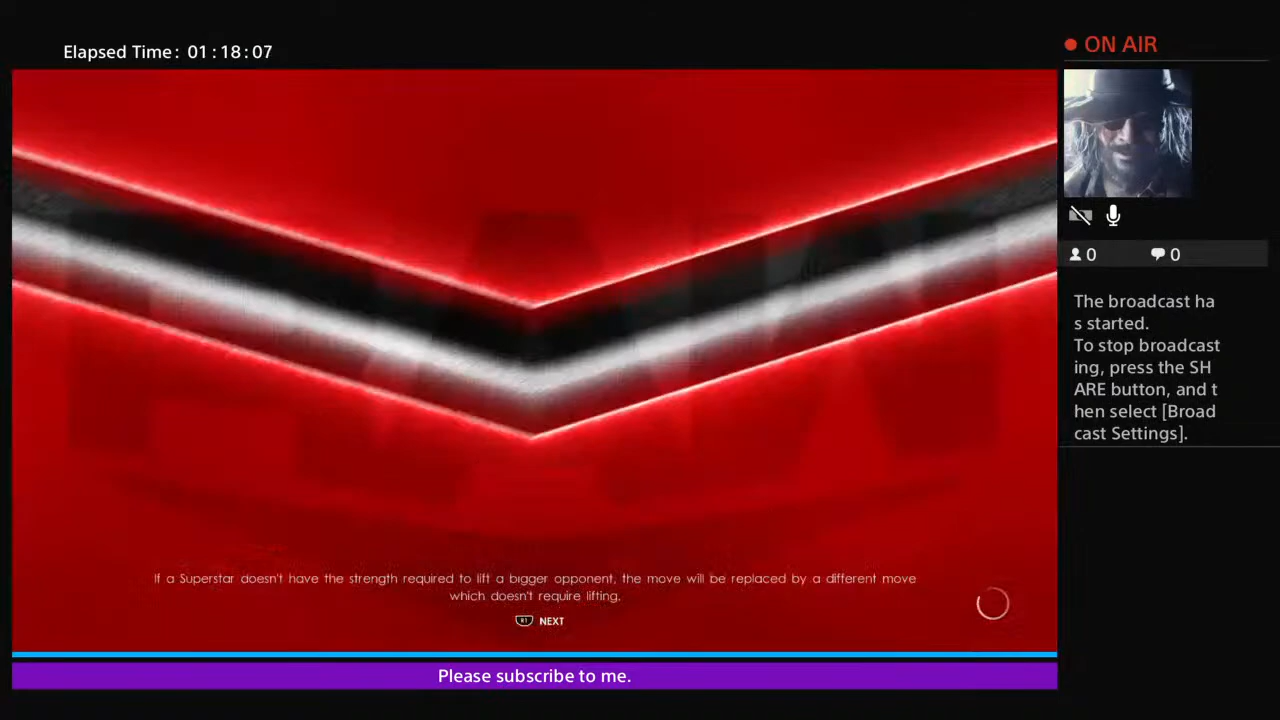 Elapsed Time: 01:18:07
ON AIR
0 0
The broadcast ha
s started.
To stop broadcast
ing, press the SH
ARE button, and t
hen select [Broad
cast Settings].
If a Superstar doesn't have the strength required to lift a bigger opponent, the move will be replaced by a different move
which doesn't require lifting.
R1 NEXT
Please subscribe to me.